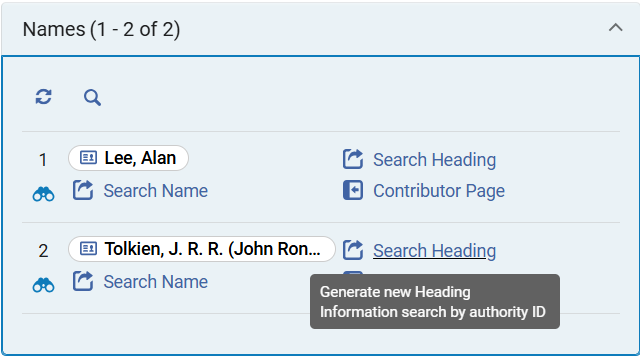 Names (1 - 2 of 2)
1 Lee, Alan Search Heading
Search Name Contributor Page
2 Tolkien, J. R. R. (John Ron... Search Heading
Search Name
Generate new Heading
Information search by authority ID